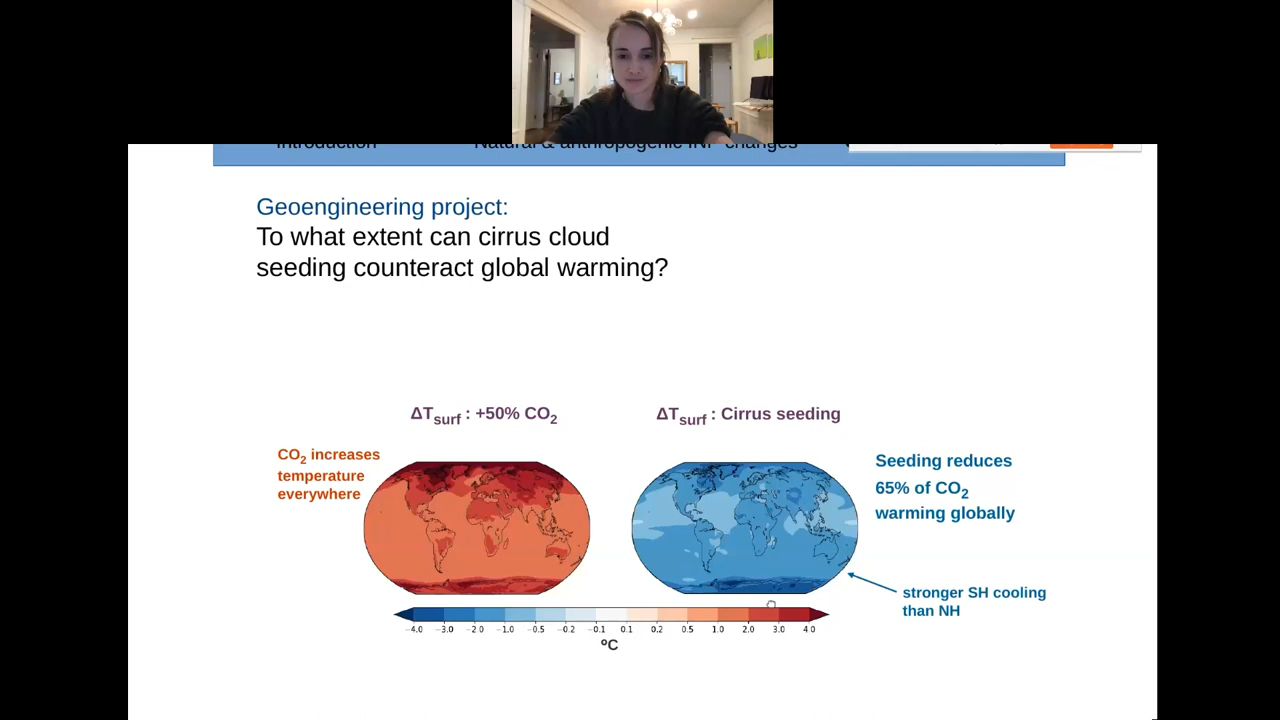 Introduction
Natural & anthropogenic INP changes
Geoengineering project:
To what extent can cirrus cloud
seeding counteract global warming?
ΔTsurf : +50% CO2
ΔTsurf : Cirrus seeding
CO2 increases
temperature
everywhere
Seeding reduces
65% of CO2
warming globally
stronger SH cooling
than NH
−4.0 −3.0 −2.0 −1.0 −0.5 −0.2 −0.1 0.1 0.2 0.5 1.0 2.0 3.0 4.0
ºC